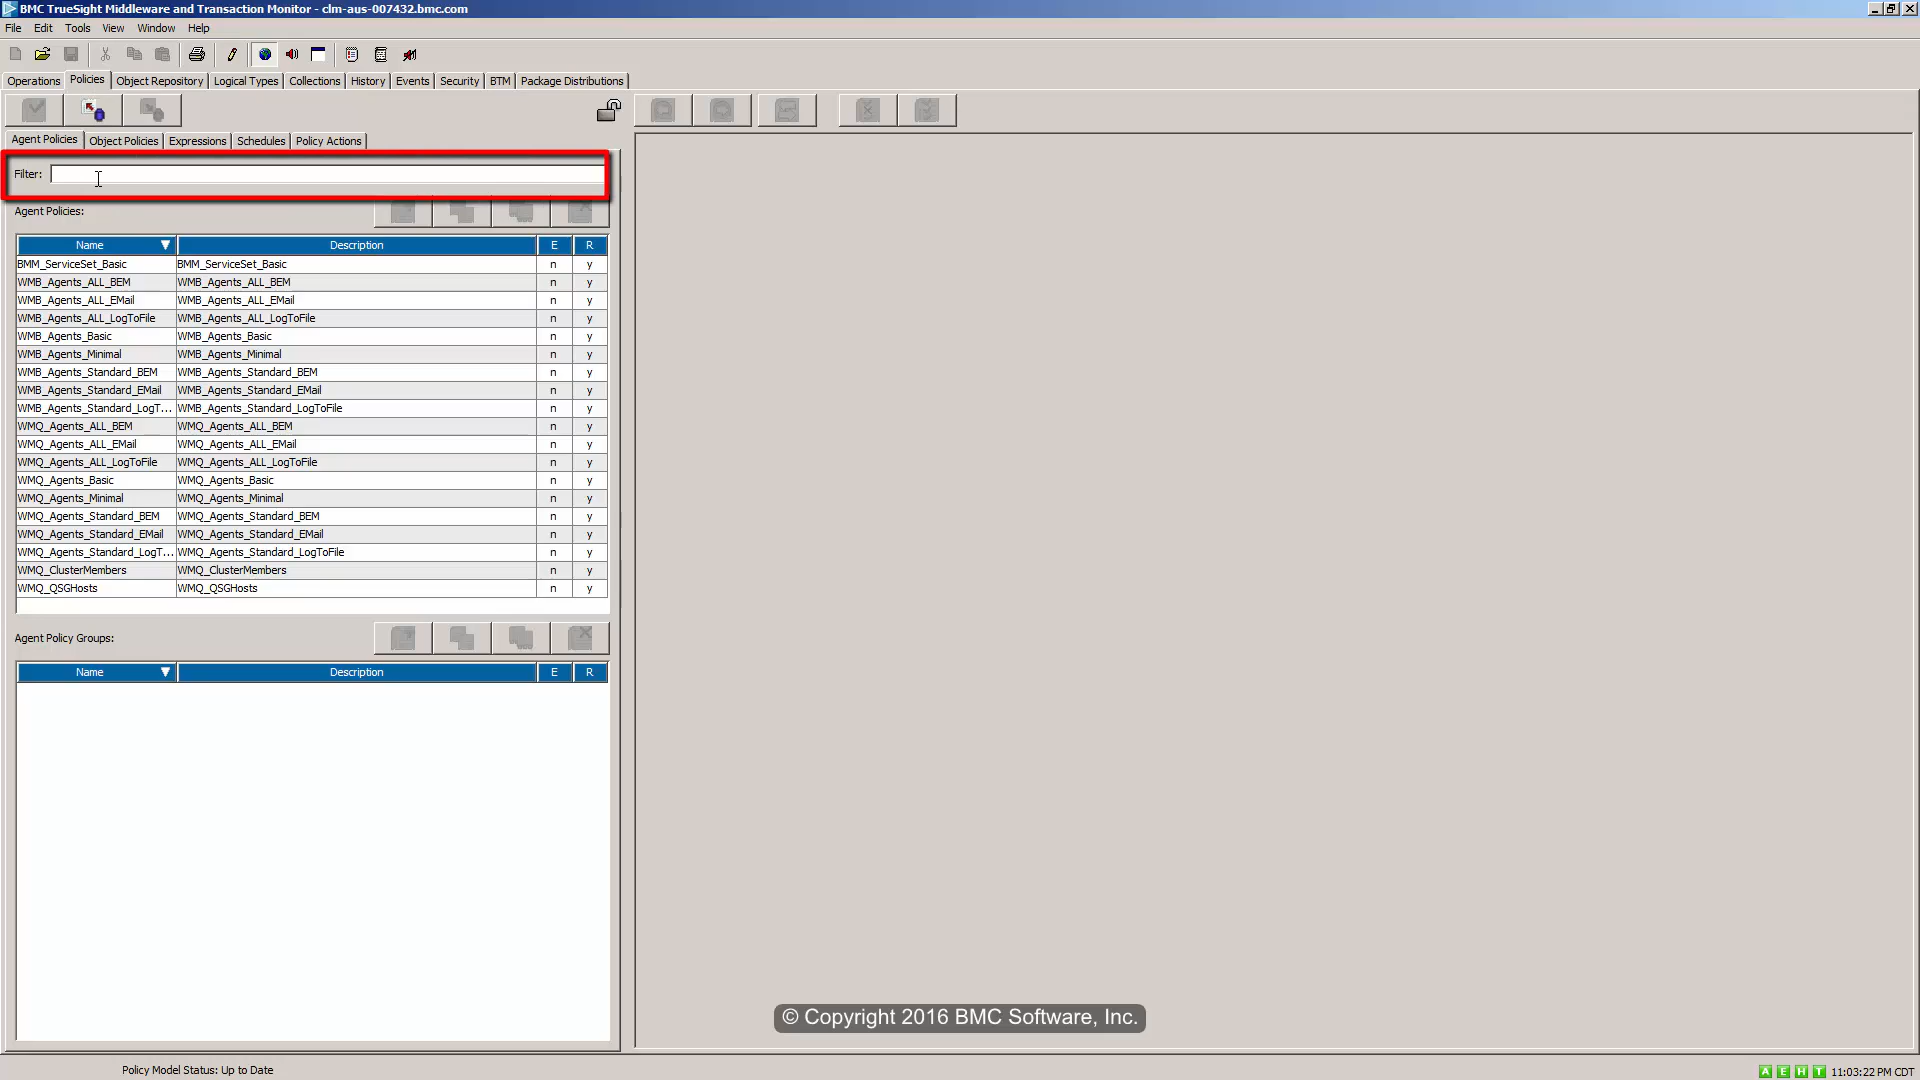 BMC TrueSight Middleware and Transaction Monitor - clm-aus-007432.bmc.com
File Edit Tools View Window Help
Operations Policies Object Repository Logical Types Collections History Events Security BTM Package Distributions
Agent Policies Object Policies Expressions Schedules Policy Actions
Filter:
Agent Policies:
Name Description E R
BMM_ServiceSet_Basic BMM_ServiceSet_Basic n y
WMB_Agents_ALL_BEM WMB_Agents_ALL_BEM n y
WMB_Agents_ALL_EMail WMB_Agents_ALL_EMail n y
WMB_Agents_ALL_LogToFile WMB_Agents_ALL_LogToFile n y
WMB_Agents_Basic WMB_Agents_Basic n y
WMB_Agents_Minimal WMB_Agents_Minimal n y
WMB_Agents_Standard_BEM WMB_Agents_Standard_BEM n y
WMB_Agents_Standard_EMail WMB_Agents_Standard_EMail n y
WMB_Agents_Standard_LogT... WMB_Agents_Standard_LogToFile n y
WMQ_Agents_ALL_BEM WMQ_Agents_ALL_BEM n y
WMQ_Agents_ALL_EMail WMQ_Agents_ALL_EMail n y
WMQ_Agents_ALL_LogToFile WMQ_Agents_ALL_LogToFile n y
WMQ_Agents_Basic WMQ_Agents_Basic n y
WMQ_Agents_Minimal WMQ_Agents_Minimal n y
WMQ_Agents_Standard_BEM WMQ_Agents_Standard_BEM n y
WMQ_Agents_Standard_EMail WMQ_Agents_Standard_EMail n y
WMQ_Agents_Standard_LogT... WMQ_Agents_Standard_LogToFile n y
WMQ_ClusterMembers WMQ_ClusterMembers n y
WMQ_QSGHosts WMQ_QSGHosts n y
Agent Policy Groups:
Name Description E R
© Copyright 2016 BMC Software, Inc.
Policy Model Status: Up to Date
A E H T 11:03:22 PM CDT